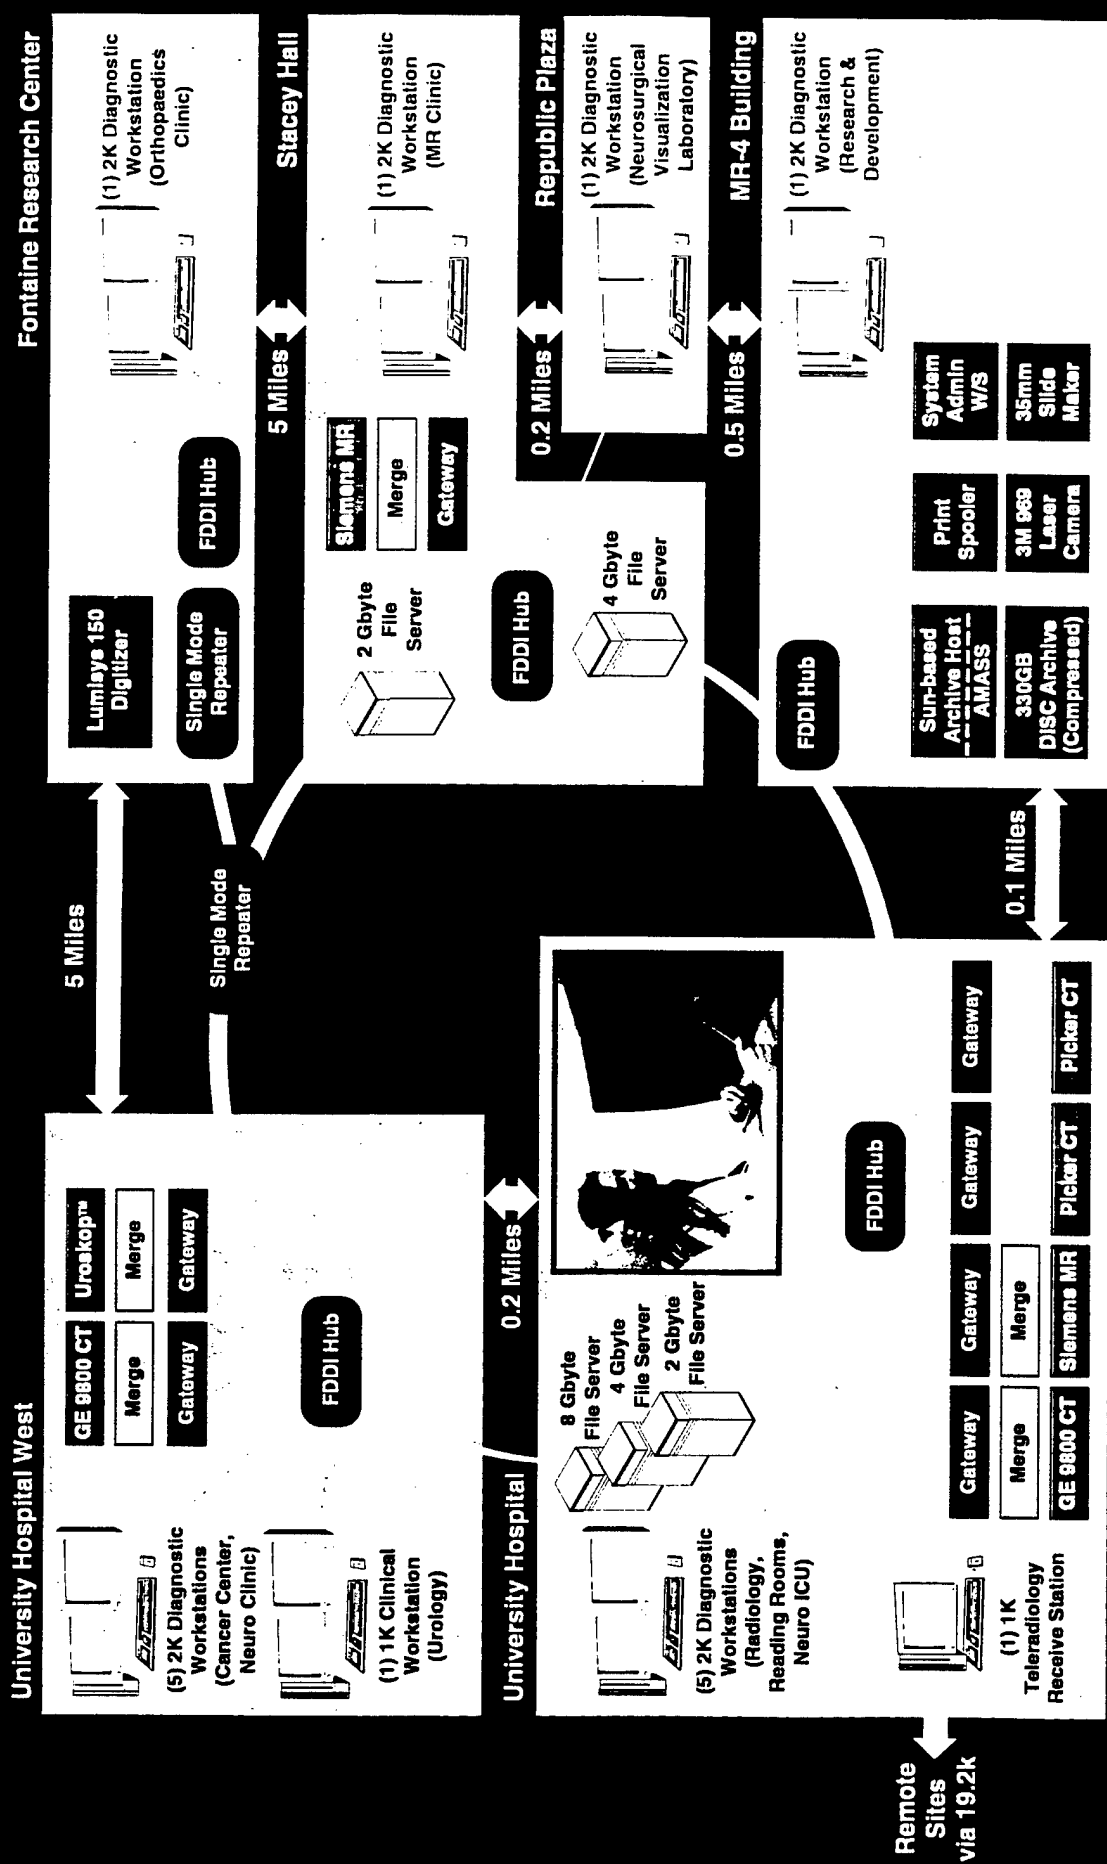 University Hospital West
(5) 2K Diagnostic
Workstations
(Cancer Center,
Neuro Clinic)
(1) 1K Clinical
Workstation
(Urology)
GE 9800 CT
Merge
Gateway
Uroskop™
Merge
Gateway
FDDI Hub
5 Miles
Single Mode
Repeater
Fontaine Research Center
Lumisys 150
Digitizer
Single Mode
Repeater
FDDI Hub
(1) 2K Diagnostic
Workstation
(Orthopaedics
Clinic)
5 Miles
Stacey Hall
2 Gbyte
File
Server
Siemens MR
Merge
Gateway
(1) 2K Diagnostic
Workstation
(MR Clinic)
FDDI Hub
4 Gbyte
File
Server
0.2 Miles
Republic Plaza
(1) 2K Diagnostic
Workstation
(Neurosurgical
Visualization
Laboratory)
0.5 Miles
MR-4 Building
(1) 2K Diagnostic
Workstation
(Research &
Development)
FDDI Hub
Sun-based
Archive Host
AMASS
330GB
DISC Archive
(Compressed)
Print
Spooler
3M 969
Laser
Camera
System
Admin
W/S
35mm
Slide
Maker
0.1 Miles
0.2 Miles
University Hospital
(5) 2K Diagnostic
Workstations
(Radiology,
Reading Rooms,
Neuro ICU)
8 Gbyte
File Server
4 Gbyte
File Server
2 Gbyte
File Server
FDDI Hub
(1) 1K
Teleradiology
Receive Station
Gateway
Merge
GE 9800 CT
Gateway
Merge
Siemens MR
Gateway
Picker CT
Gateway
Picker CT
Remote
Sites
via 19.2k